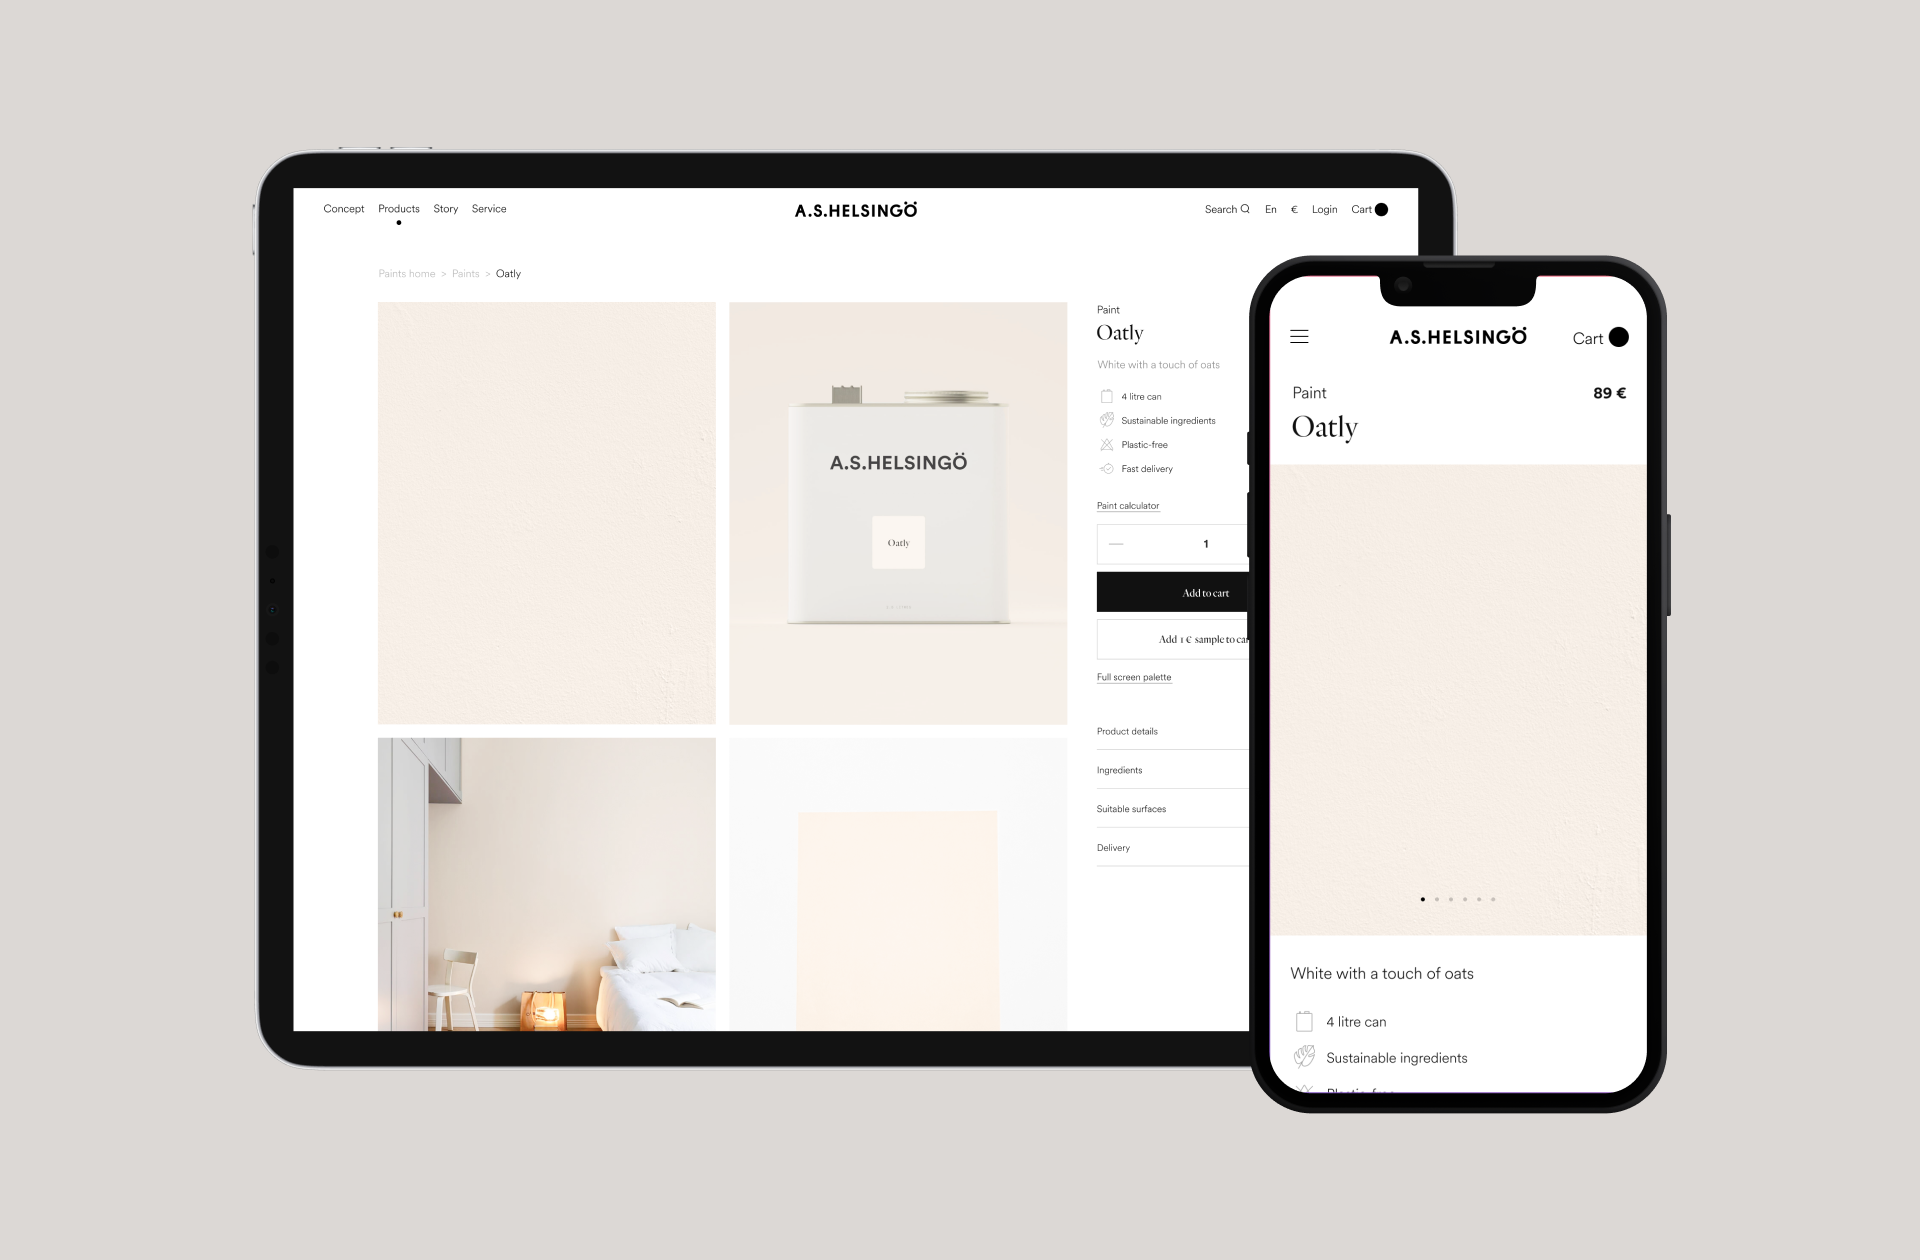 Concept Products Story Service
A.S.HELSINGÖ
Search En € Login Cart
Paints home > Paints > Oatly
A.S.HELSINGÖ
Oatly
Paint
Oatly
White with a touch of oats
4 litre can
Sustainable ingredients
Plastic-free
Fast delivery
Paint calculator
— 1
Add to cart
Add 1 € sample to
Full screen palette
Product details
Ingredients
Suitable surfaces
Delivery
A.S.HELSINGÖ
Cart
Paint
89 €
Oatly
White with a touch of oats
4 litre can
Sustainable ingredients
Plastic-free